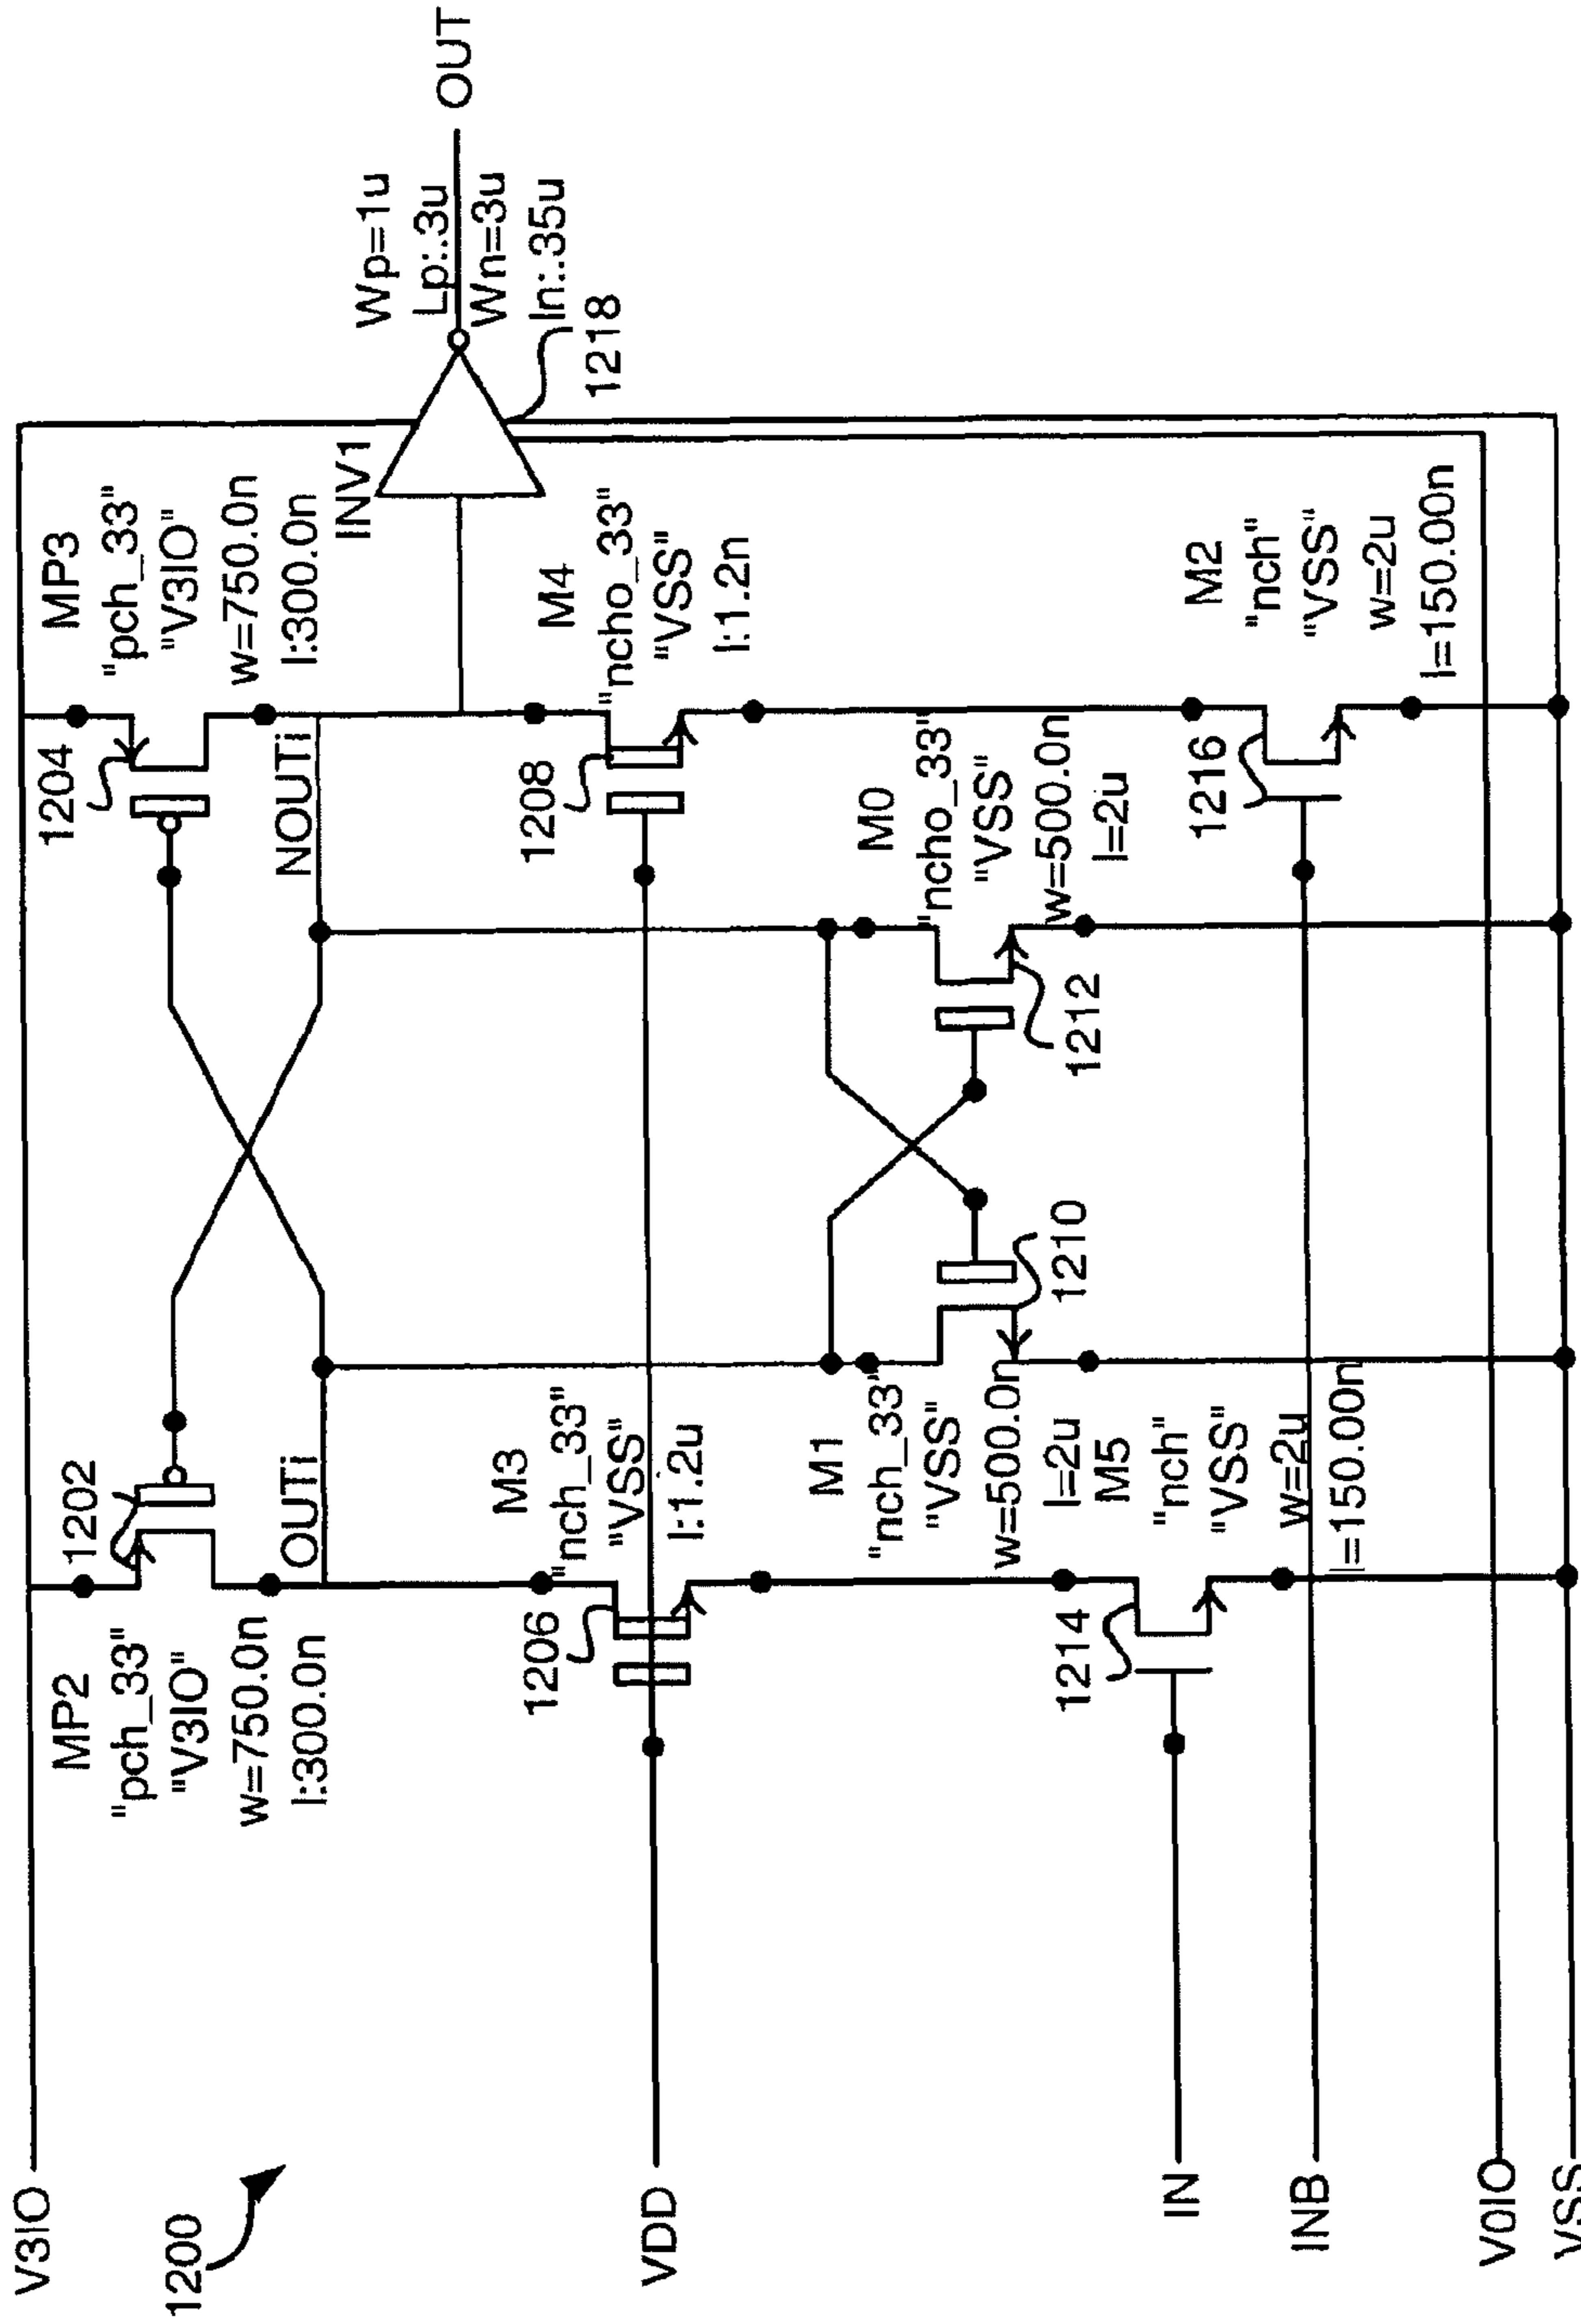 V3IO
1200
VDD
IN
INB
V0IO
VSS
MP2
"pch_33"
"V3IO"
w=750.0n
l:300.0n
1202
OUTi
1206
M3
"nch_33"
"VSS"
l:1.2u
1214
M1
"nch_33"
"VSS"
w=500.0n
l=2u
M5
"nch"
"VSS"
w=2u
l=150.00n
1210
1212
M0
"ncho_33"
"VSS"
w=500.0n
l=2u
1204
NOUTi
MP3
"pch_33"
"V3IO"
w=750.0n
l:300.0n
1208
M4
"ncho_33"
"VSS"
l:1.2n
1216
M2
"nch"
"VSS"
w=2u
l=150.00n
INV1
Wp=1u
Lp:.3u
Wn=3u
ln:.35u
1218
OUT